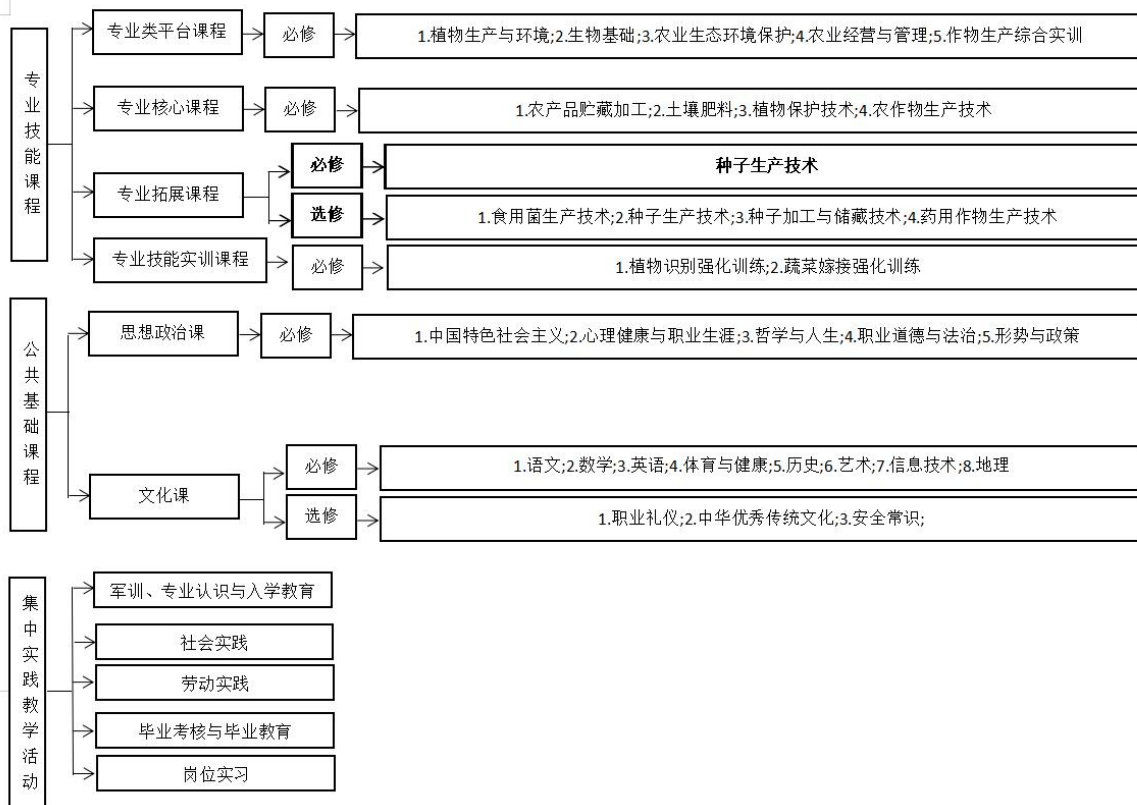 专业技能课程
专业类平台课程
必修
1.植物生产与环境;2.生物基础;3.农业生态环境保护;4.农业经营与管理;5.作物生产综合实训
专业核心课程
必修
1.农产品贮藏加工;2.土壤肥料;3.植物保护技术;4.农作物生产技术
专业拓展课程
必修
种子生产技术
选修
1.食用菌生产技术;2.种子生产技术;3.种子加工与储藏技术;4.药用作物生产技术
专业技能实训课程
必修
1.植物识别强化训练;2.蔬菜嫁接强化训练
公共基础课程
思想政治课
必修
1.中国特色社会主义;2.心理健康与职业生涯;3.哲学与人生;4.职业道德与法治;5.形势与政策
文化课
必修
1.语文;2.数学;3.英语;4.体育与健康;5.历史;6.艺术;7.信息技术;8.地理
选修
1.职业礼仪;2.中华优秀传统文化;3.安全常识;
集中实践教学活动
军训、专业认识与入学教育
社会实践
劳动实践
毕业考核与毕业教育
岗位实习